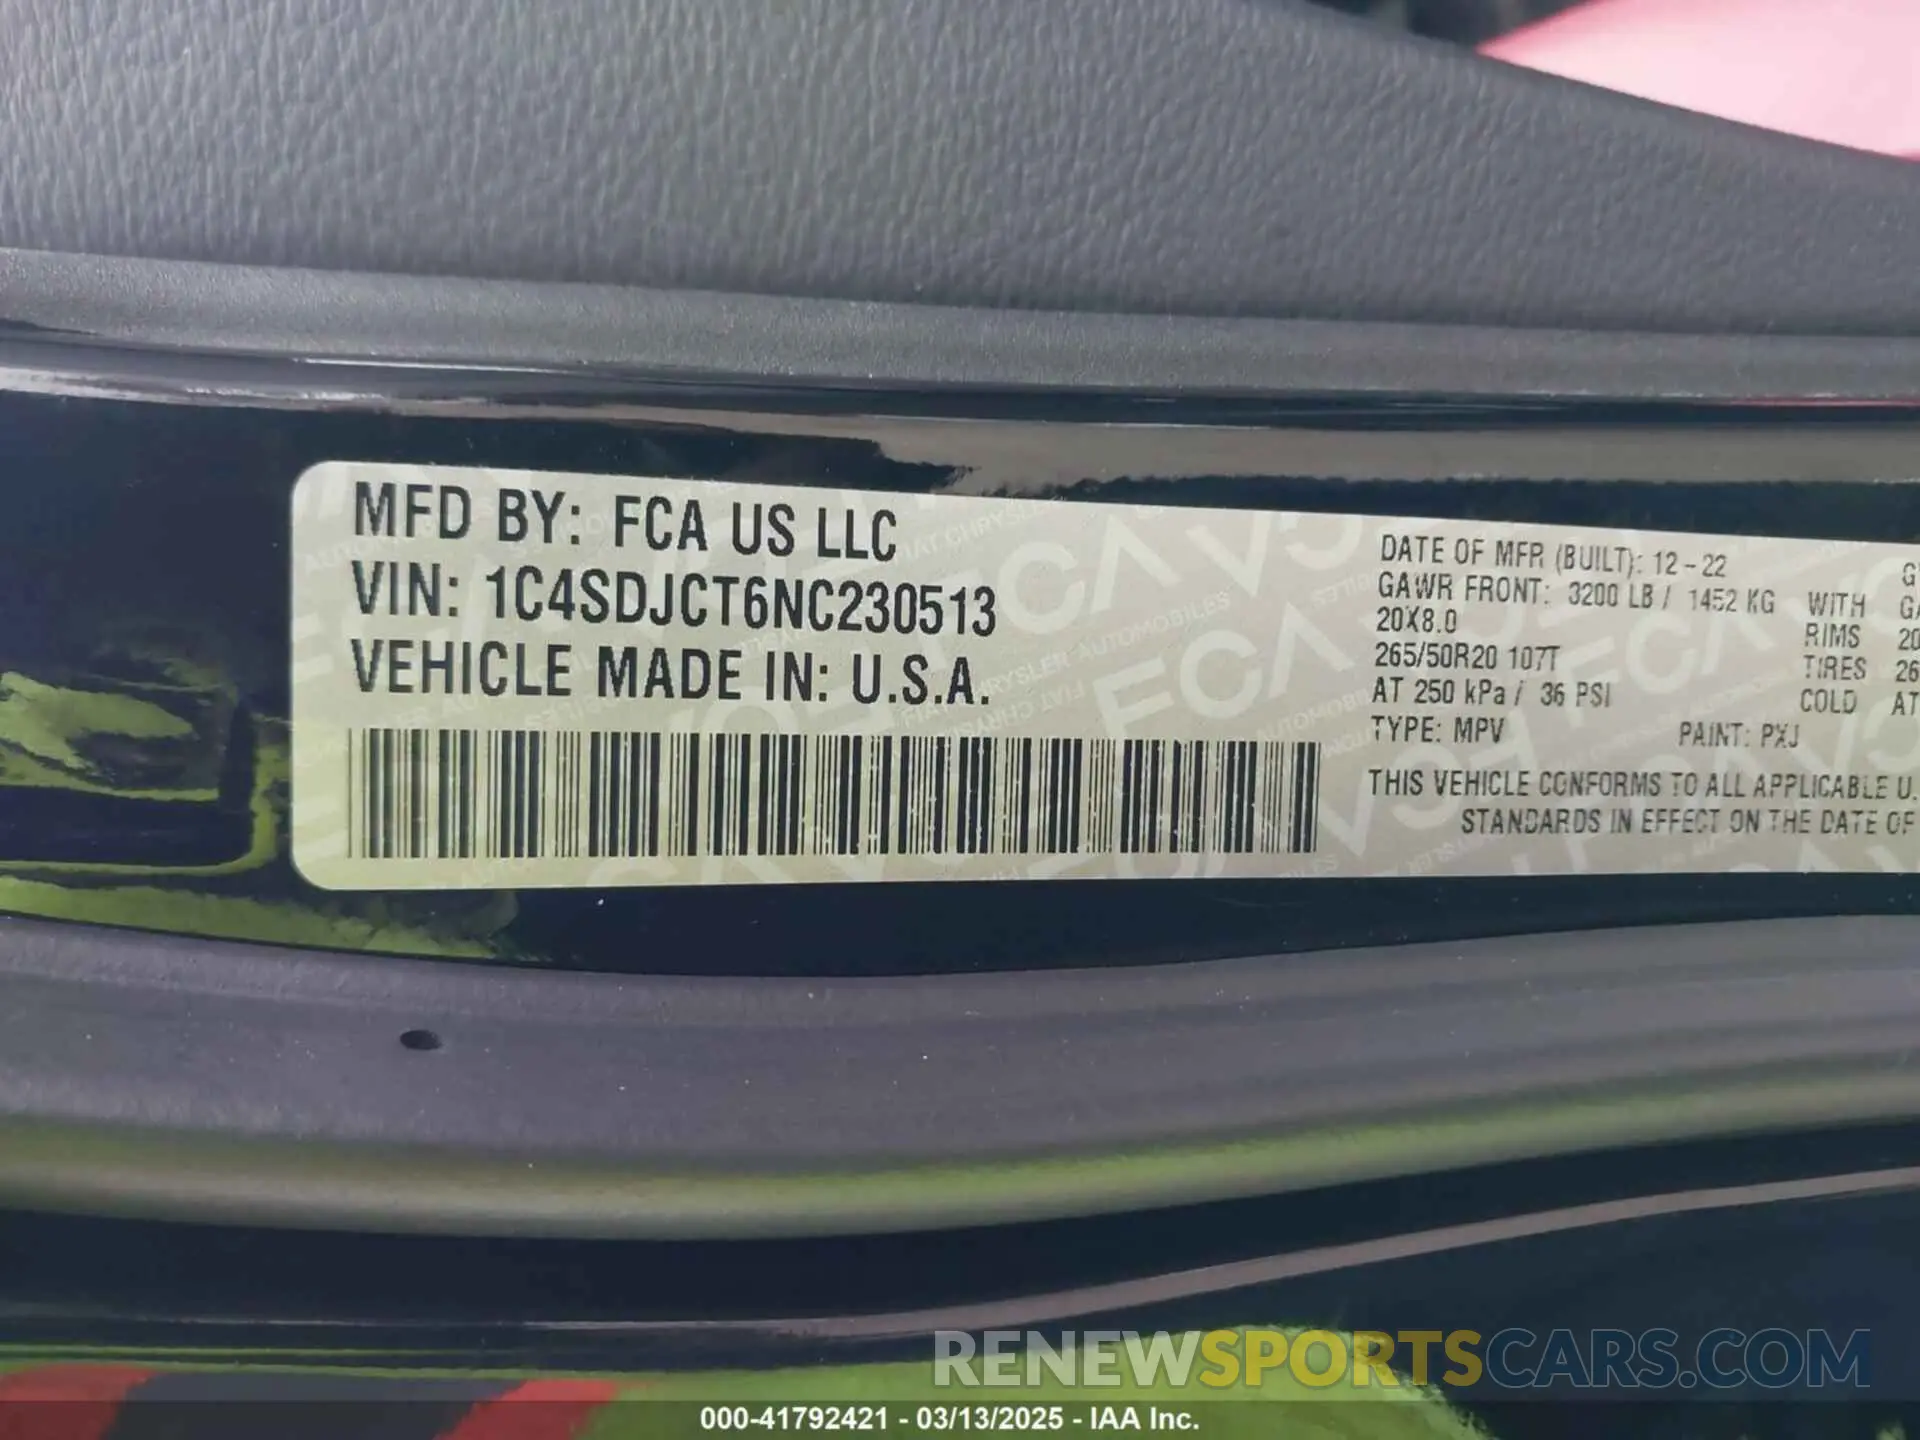 MFD BY: FCA US LLC
VIN: 1C4SDJCT6NC230513
VEHICLE MADE IN: U.S.A.
DATE OF MFR (BUILT): 12-22
GAWR FRONT: 3200 LB / 1452 KG WITH
20X8.0 RIMS 20
265/50R20 107T TIRES 26
AT 250 kPa / 36 PSI COLD AT
TYPE: MPV PAINT: PXJ
THIS VEHICLE CONFORMS TO ALL APPLICABLE U.
STANDARDS IN EFFECT ON THE DATE OF
RENEWSPORTSCARS.COM
000-41792421 - 03/13/2025 - IAA Inc.